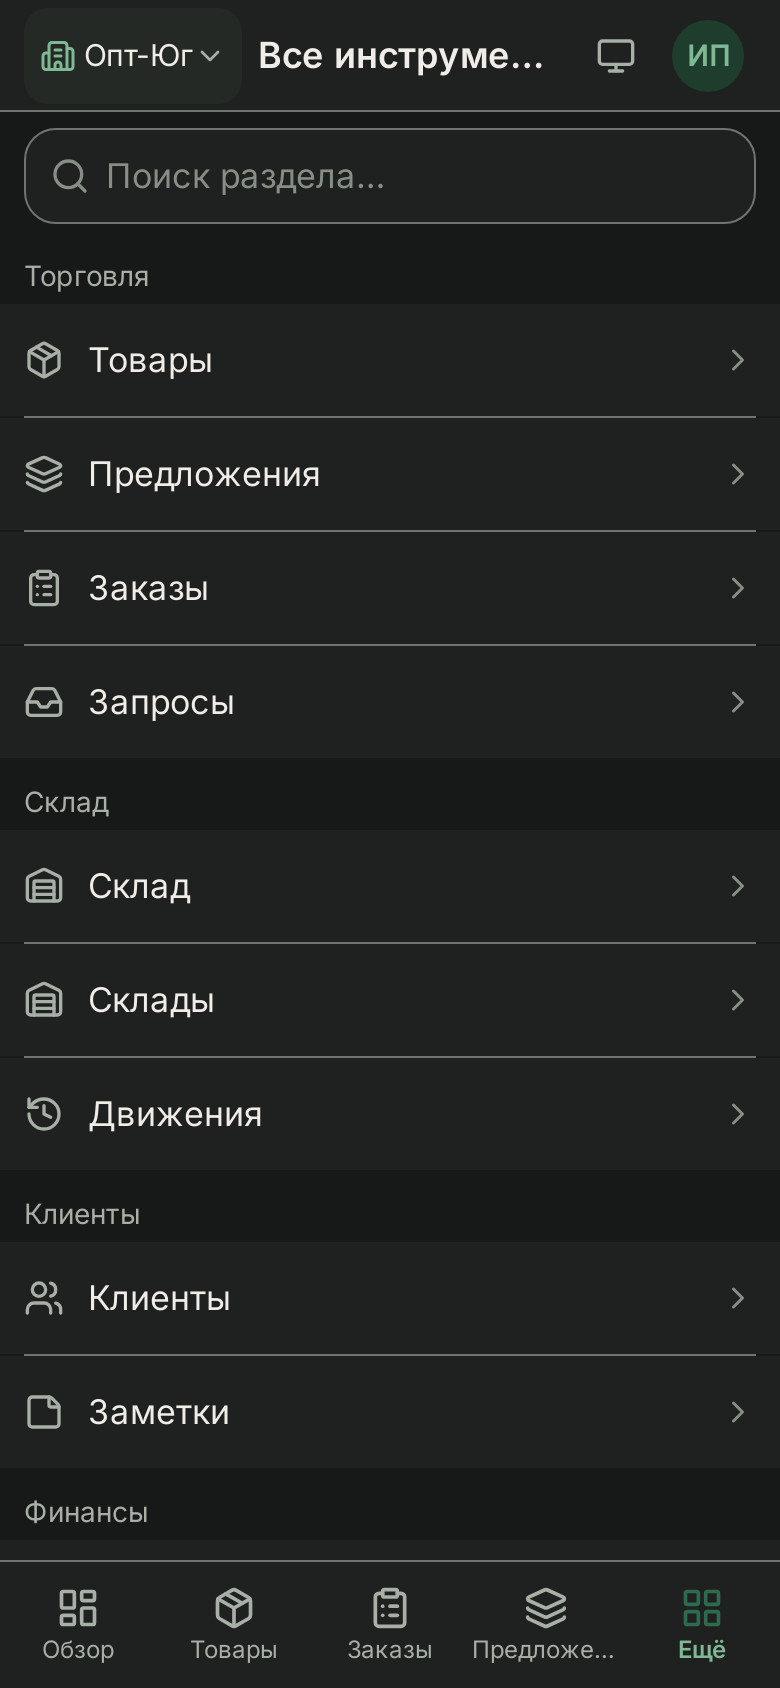 Опт-Юг
Все инструме...
ИП
Поиск раздела...
Торговля
Товары
Предложения
Заказы
Запросы
Склад
Склад
Склады
Движения
Клиенты
Клиенты
Заметки
Финансы
Обзор
Товары
Заказы
Предложе...
Ещё